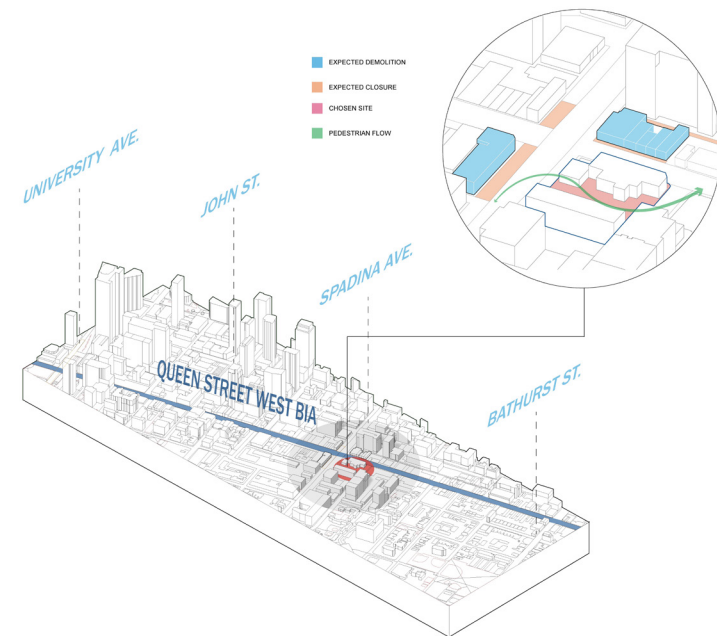 EXPECTED DEMOLITION
EXPECTED CLOSURE
CHOSEN SITE
PEDESTRIAN FLOW
UNIVERSITY AVE.
JOHN ST.
SPADINA AVE.
QUEEN STREET WEST BIA
BATHURST ST.